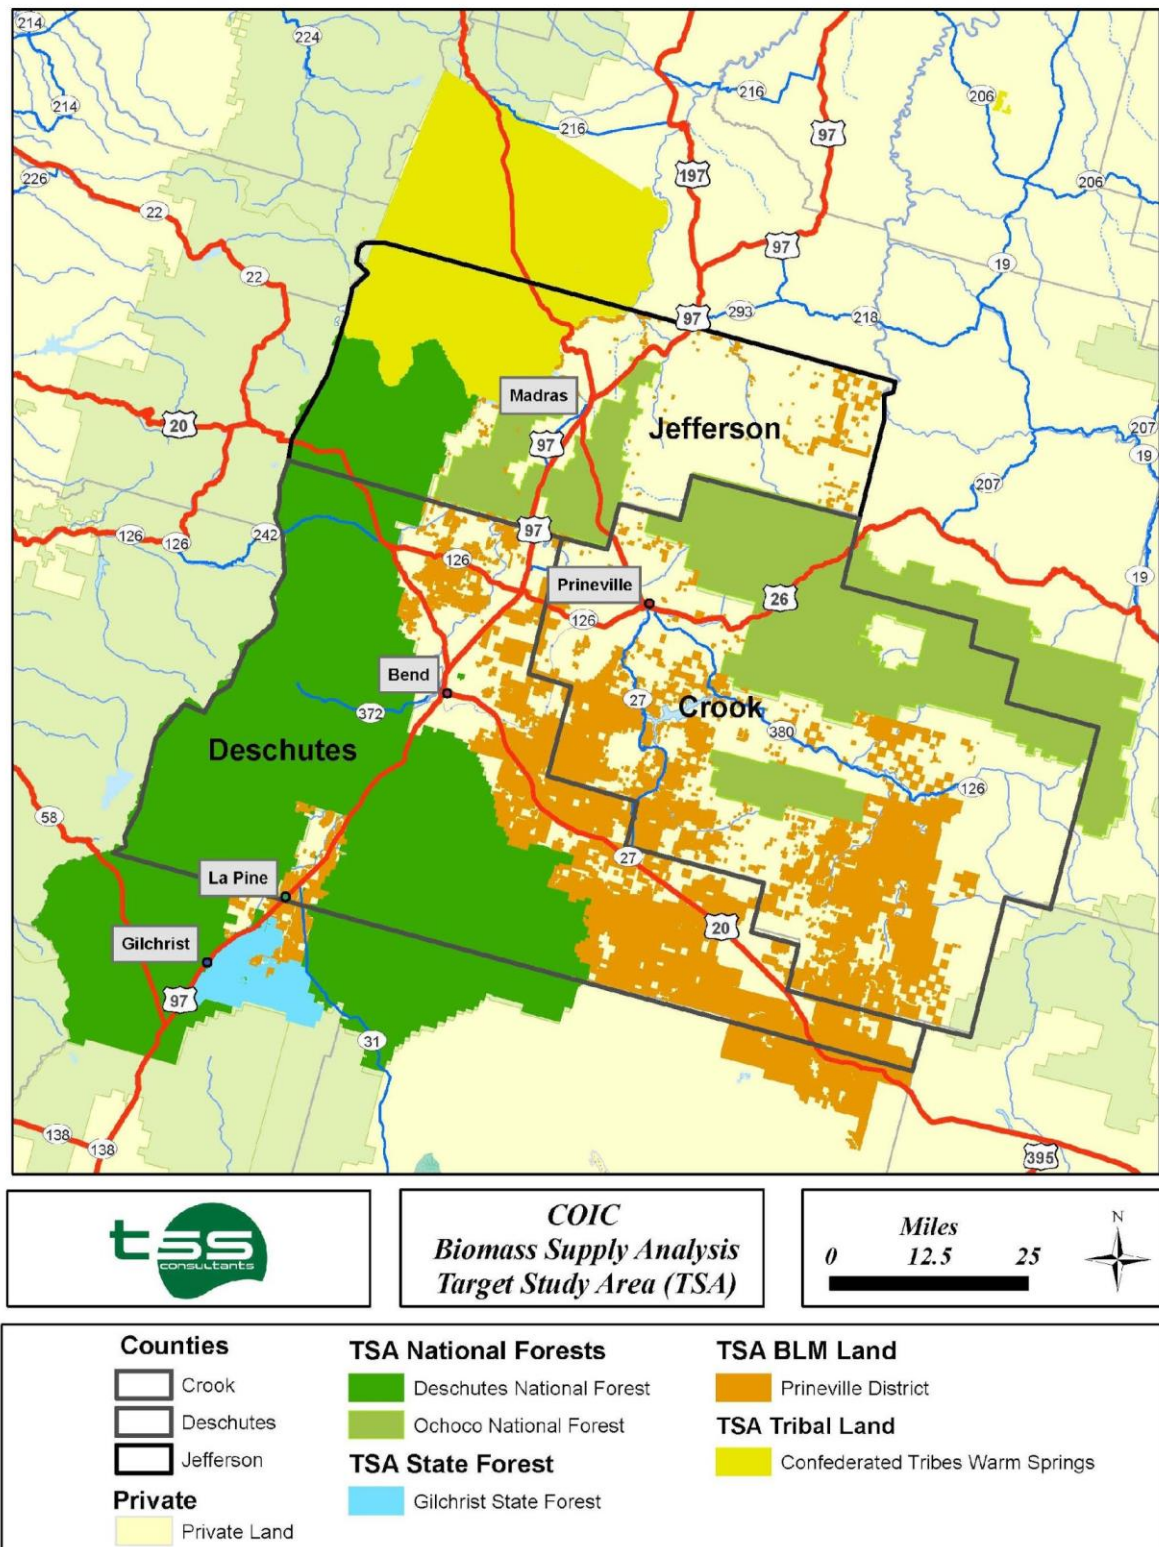 214
224
216
206
97
214
216
197
226
206
22
97
19
22
293
97
218
Madras
20
Jefferson
207
97
19
207
126
126
242
97
126
Prineville
26
19
126
Bend
27
Crook
372
380
Deschutes
126
58
La Pine
27
20
Gilchrist
97
31
138
138
395
tss
consultants
COIC
Biomass Supply Analysis
Target Study Area (TSA)
Miles
0 12.5 25
N
Counties
Crook
Deschutes
Jefferson
Private
Private Land
TSA National Forests
Deschutes National Forest
Ochoco National Forest
TSA State Forest
Gilchrist State Forest
TSA BLM Land
Prineville District
TSA Tribal Land
Confederated Tribes Warm Springs